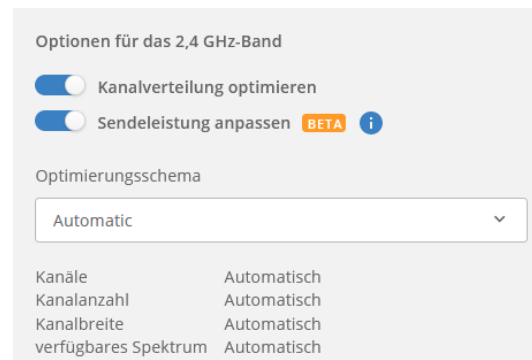 Optionen für das 2,4 GHz-Band
Kanalverteilung optimieren
Sendeleistung anpassen BETA i
Optimierungsschema
Automatic
Kanäle Automatisch
Kanalanzahl Automatisch
Kanalbreite Automatisch
verfügbares Spektrum Automatisch